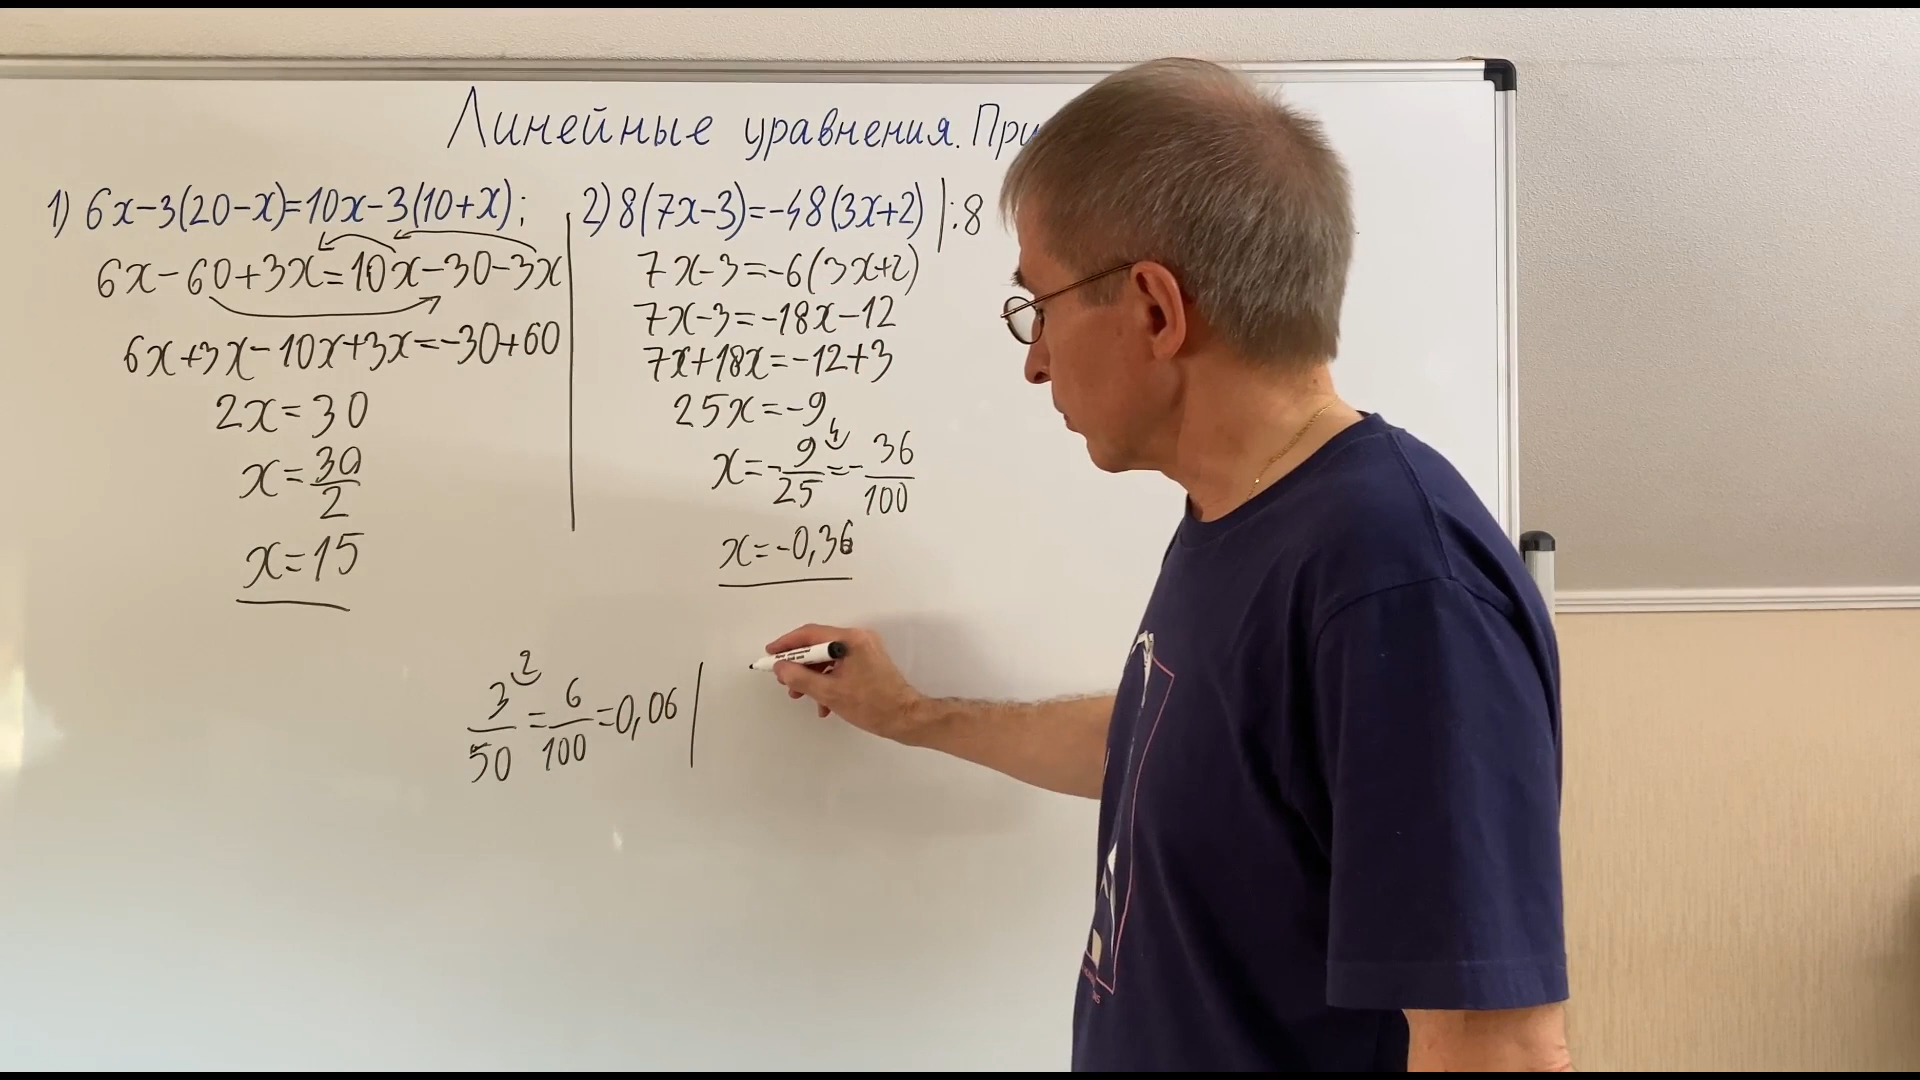 Линейные уравнения. При
1) 6x-3(20-x)=10x-3(10+x);
6x-60+3x=10x-30-3x
6x+3x-10x+3x=-30+60
2x=30
x=30/2
x=15
2) 8(7x-3)=-48(3x+2) |:8
7x-3=-6(3x+2)
7x-3=-18x-12
7x+18x=-12+3
25x=-9
x=-9/25 4 =-36/100
x=-0,36
3/50 2 =6/100=0,06